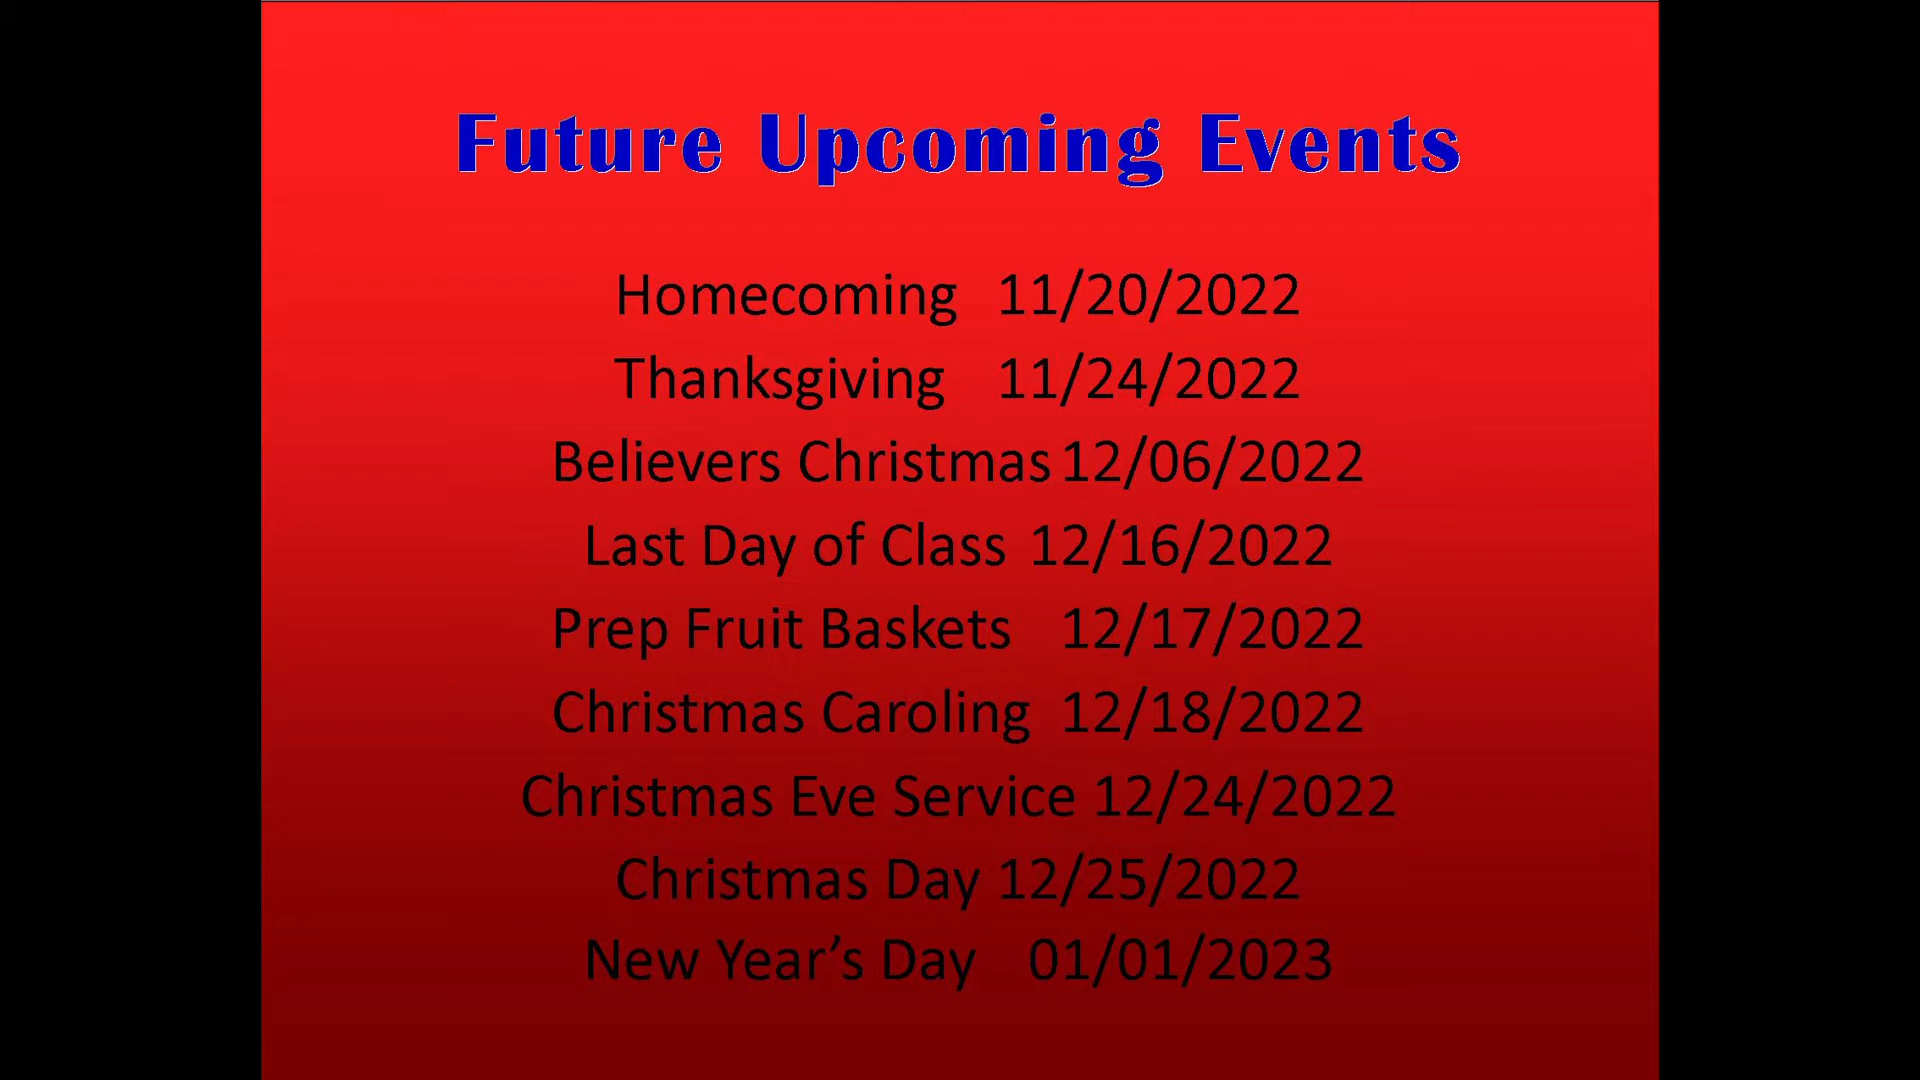 Future Upcoming Events
Homecoming 11/20/2022
Thanksgiving 11/24/2022
Believers Christmas 12/06/2022
Last Day of Class 12/16/2022
Prep Fruit Baskets 12/17/2022
Christmas Caroling 12/18/2022
Christmas Eve Service 12/24/2022
Christmas Day 12/25/2022
New Year’s Day 01/01/2023